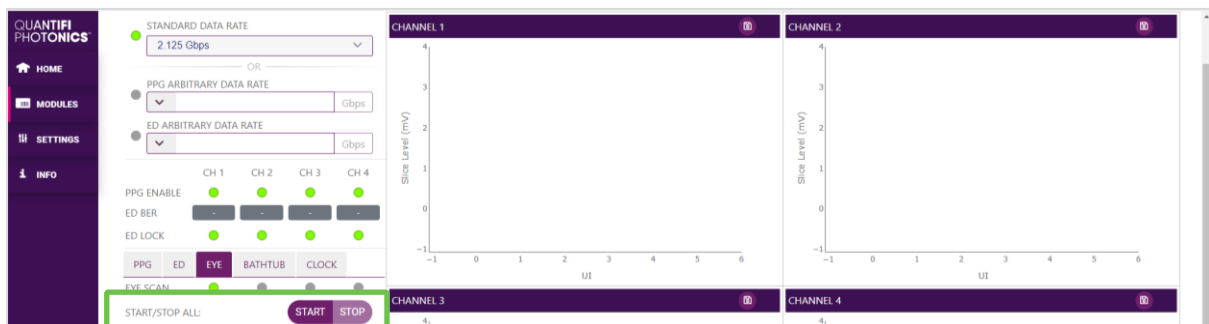 QUANTIFI
PHOTONICS
HOME
MODULES
SETTINGS
INFO
STANDARD DATA RATE
2.125 Gbps
OR
PPG ARBITRARY DATA RATE
Gbps
ED ARBITRARY DATA RATE
Gbps
CH 1 CH 2 CH 3 CH 4
PPG ENABLE
ED BER - - - -
ED LOCK
PPG ED EYE BATHTUB CLOCK
EYE SCAN
START/STOP ALL: START STOP
CHANNEL 1
4
3
2
1
0
−1
Slice Level (mV)
−1 0 1 2 3 4 5 6
UI
CHANNEL 2
4
3
2
1
0
−1
Slice Level (mV)
−1 0 1 2 3 4 5 6
UI
CHANNEL 3
4
CHANNEL 4
4